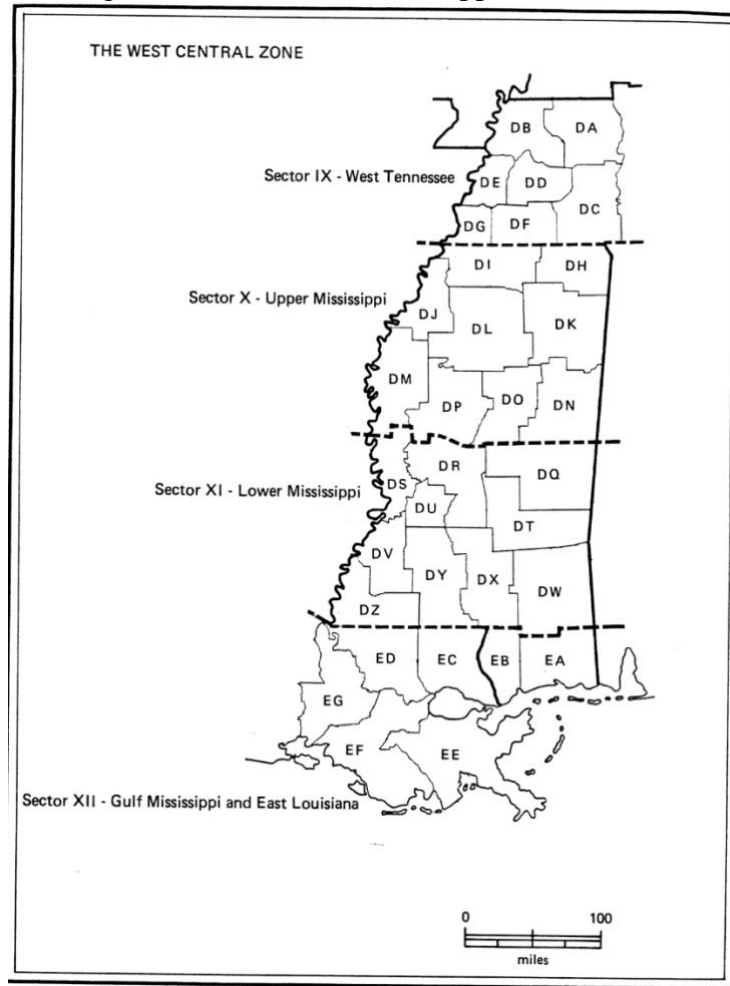 THE WEST CENTRAL ZONE
DB DA
Sector IX - West Tennessee
DE DD
DC
DG DF
DI DH
Sector X - Upper Mississippi
DJ
DL DK
DM
DP DO DN
DR
DQ
Sector XI - Lower Mississippi
DS
DU
DT
DV
DY DX
DW
DZ
ED EC EB EA
EG
EF EE
Sector XII - Gulf Mississippi and East Louisiana
0 100
miles